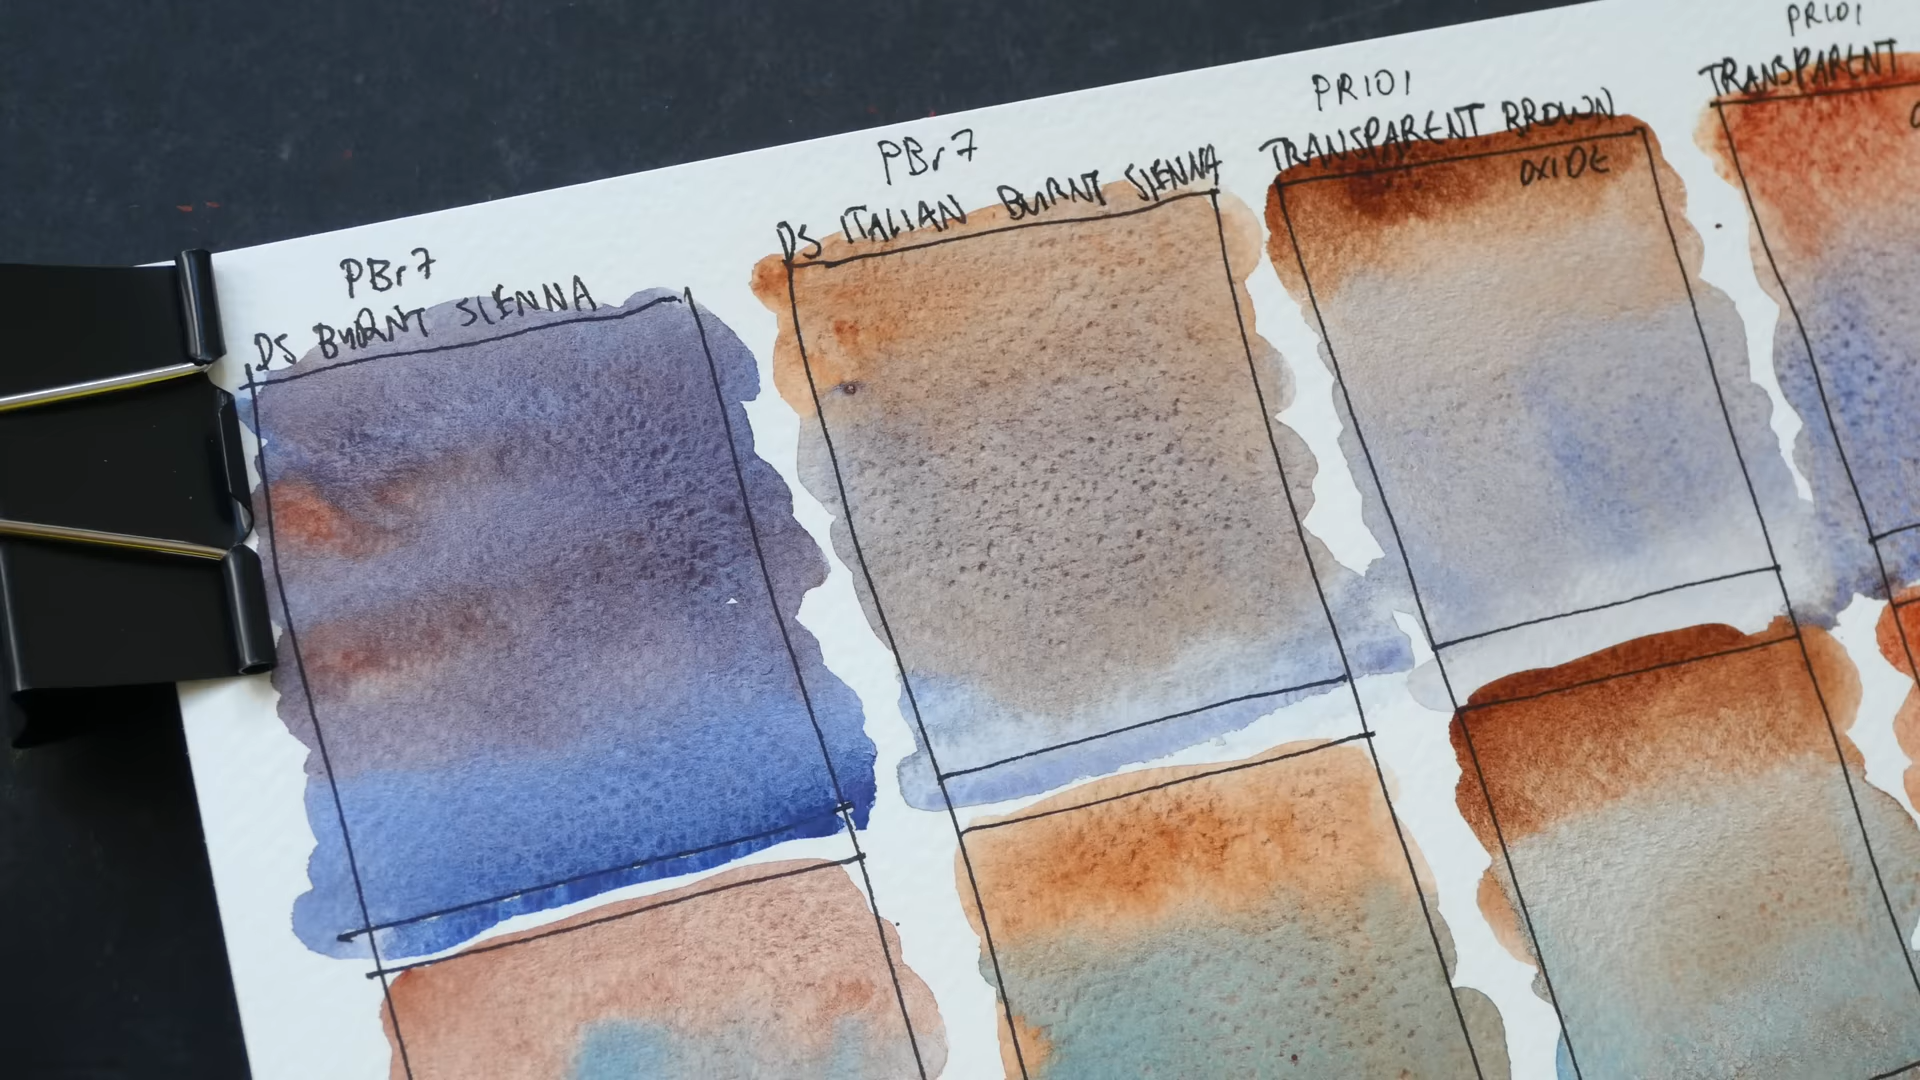 PBr7
DS BURNT SIENNA
PBr7
DS ITALIAN BURNT SIENNA
PR101
TRANSPARENT BROWN
OXIDE
PR101
TRANSPARENT